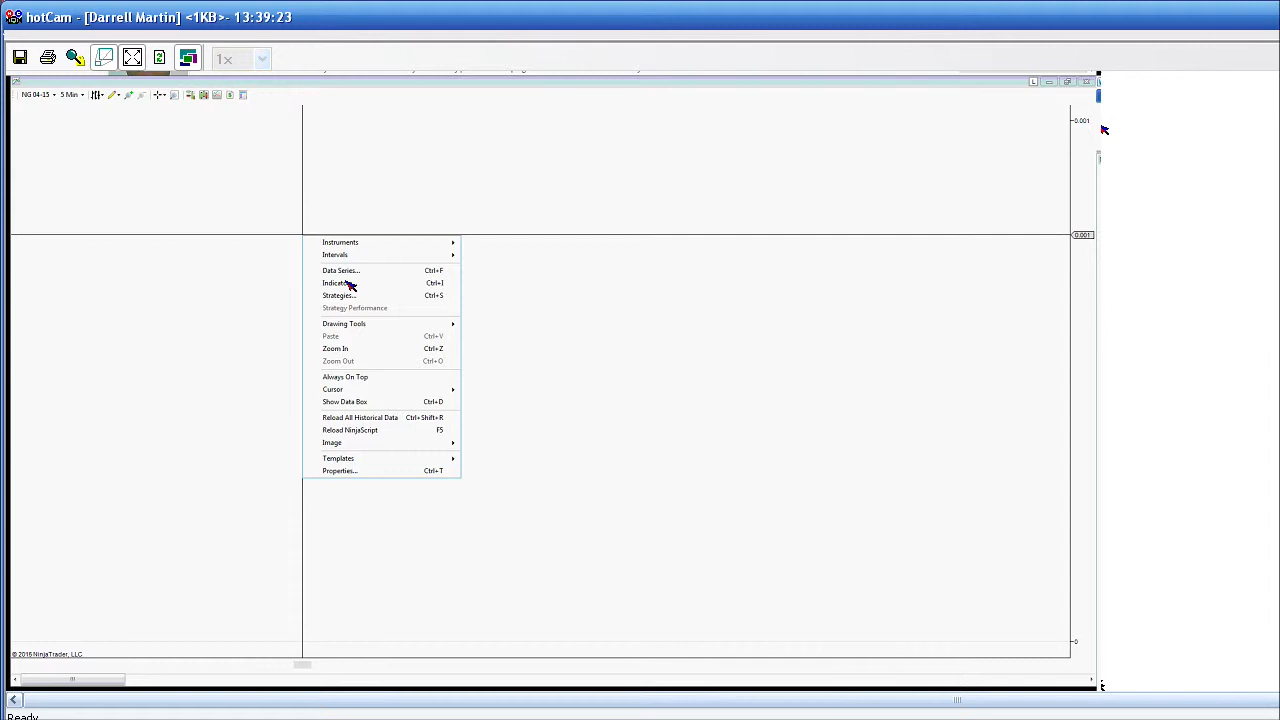 hotCam - [Darrell Martin] <1KB>- 13:39:23
1x
NG 04-15 5 Min
L
0.001
0.001
Instruments
Intervals
Data Series... Ctrl+F
Indicato Ctrl+I
Strategies... Ctrl+S
Strategy Performance
Drawing Tools
Paste Ctrl+V
Zoom In Ctrl+Z
Zoom Out Ctrl+O
Always On Top
Cursor
Show Data Box Ctrl+D
Reload All Historical Data Ctrl+Shift+R
Reload NinjaScript F5
Image
Templates
Properties... Ctrl+T
0
© 2015 NinjaTrader, LLC
Ready